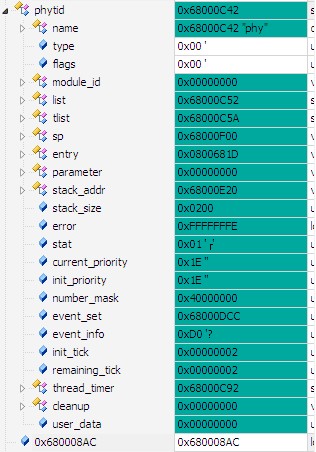 phytid 0x68000C42 s
name 0x68000C42 "phy"
type 0x00 '
flags 0x00 '
module_id 0x00000000 v
list 0x68000C52 s
tlist 0x68000C5A s
sp 0x68000F00 v
entry 0x0800681D v
parameter 0x00000000 v
stack_addr 0x68000E20 v
stack_size 0x0200 u
error 0xFFFFFFFE lo
stat 0x01 '┌' u
current_priority 0x1E '' u
init_priority 0x1E '' u
number_mask 0x40000000 u
event_set 0x68000DCC u
event_info 0xD0 '? u
init_tick 0x00000002 u
remaining_tick 0x00000002 u
thread_timer 0x68000C92 s
cleanup 0x00000000 v
user_data 0x00000000 u
0x680008AC 0x680008AC lo